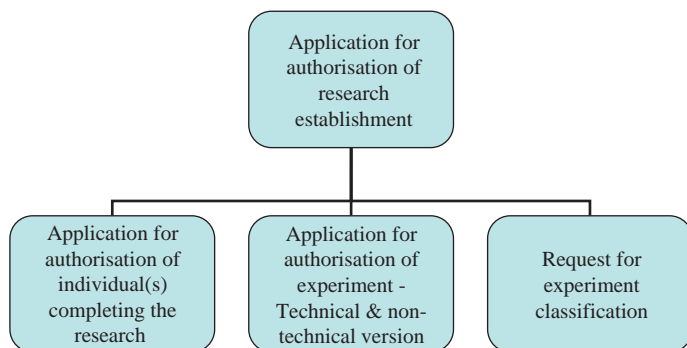 Application for
authorisation of
research
establishment
Application for
authorisation of
individual(s)
completing the
research
Application for
authorisation of
experiment -
Technical & non-
technical version
Request for
experiment
classification